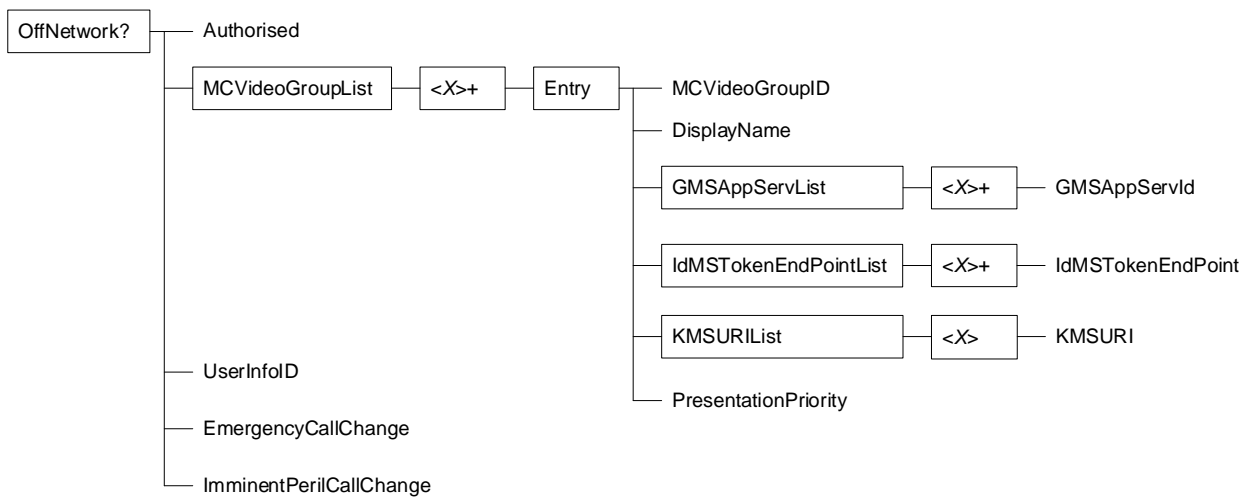 OffNetwork?
Authorised
MCVideoGroupList <X>+ Entry MCVideoGroupID
DisplayName
GMSAppServList <X>+ GMSAppServId
IdMSTokenEndPointList <X>+ IdMSTokenEndPoint
KMSURIList <X> KMSURI
UserInfoID
PresentationPriority
EmergencyCallChange
ImminentPerilCallChange